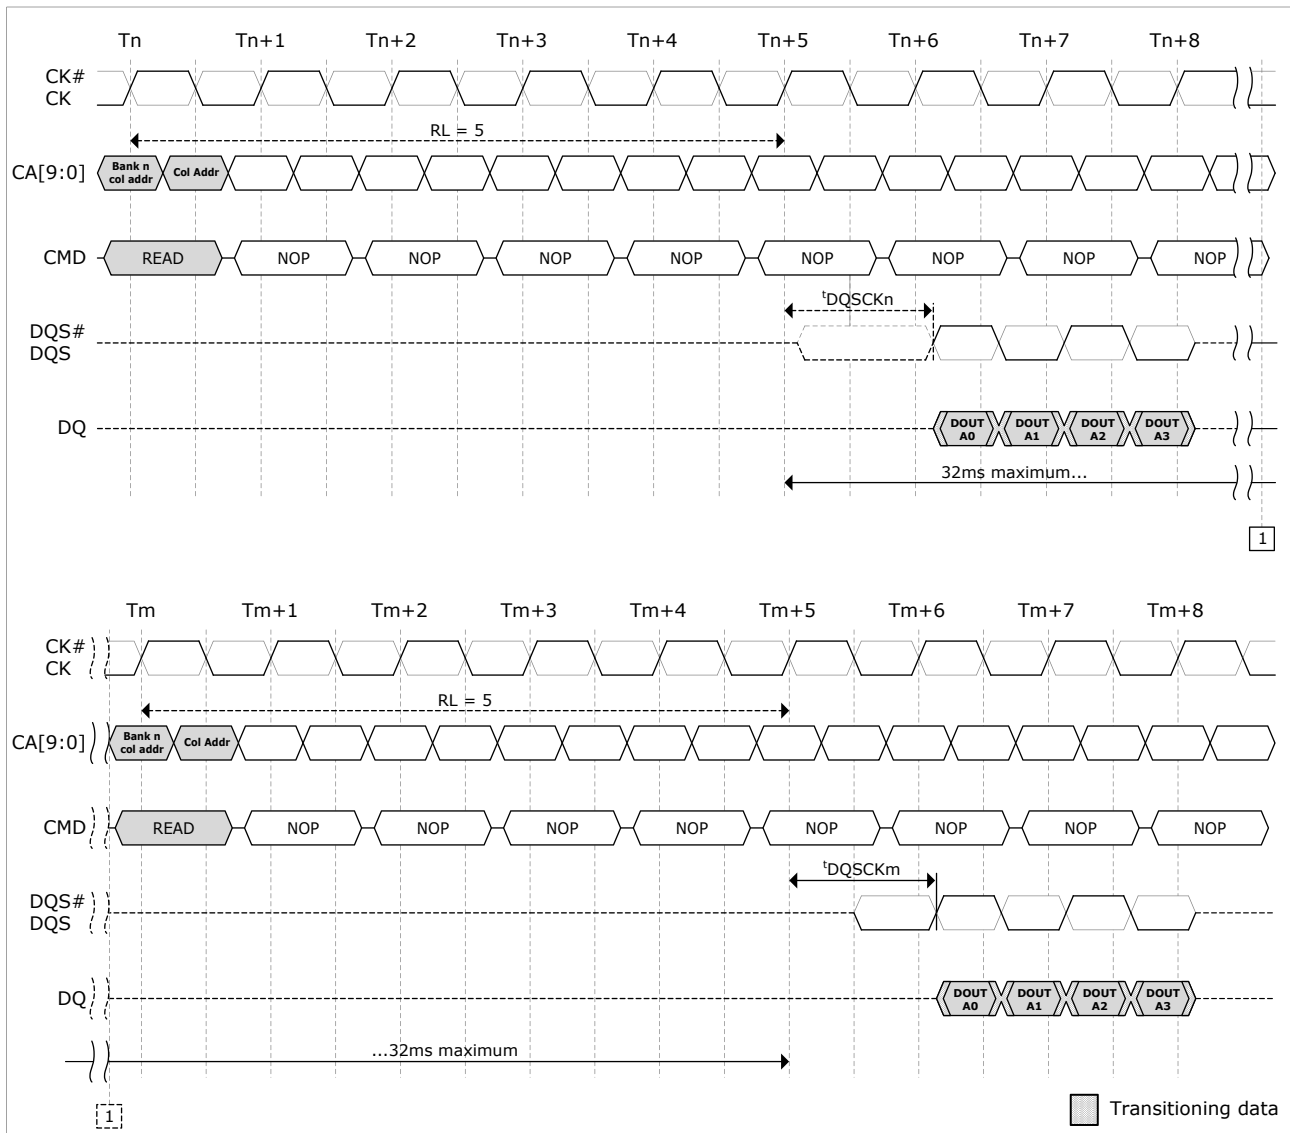 Tn Tn+1 Tn+2 Tn+3 Tn+4 Tn+5 Tn+6 Tn+7 Tn+8
CK#
CK
RL = 5
CA[9:0] Bank n col addr Col Addr
CMD READ NOP NOP NOP NOP NOP NOP NOP NOP
tDQSCKn
DQS#
DQS
DQ DOUT A0 DOUT A1 DOUT A2 DOUT A3
32ms maximum...
1
Tm Tm+1 Tm+2 Tm+3 Tm+4 Tm+5 Tm+6 Tm+7 Tm+8
CK#
CK
RL = 5
CA[9:0] Bank n col addr Col Addr
CMD READ NOP NOP NOP NOP NOP NOP NOP NOP
tDQSCKm
DQS#
DQS
DQ DOUT A0 DOUT A1 DOUT A2 DOUT A3
...32ms maximum
1
Transitioning data